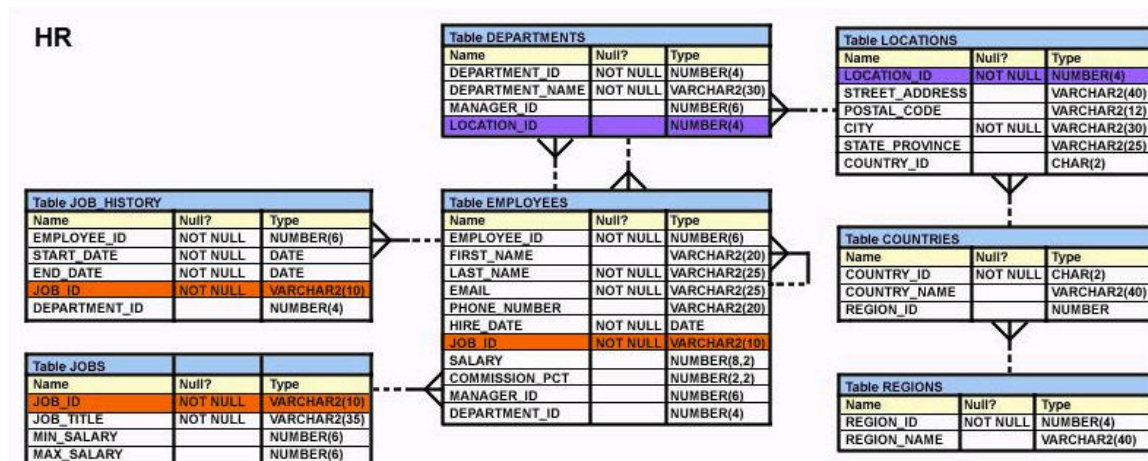 HR
Table DEPARTMENTS
Name Null? Type
DEPARTMENT_ID NOT NULL NUMBER(4)
DEPARTMENT_NAME NOT NULL VARCHAR2(30)
MANAGER_ID NUMBER(6)
LOCATION_ID NUMBER(4)
Table LOCATIONS
Name Null? Type
LOCATION_ID NOT NULL NUMBER(4)
STREET_ADDRESS VARCHAR2(40)
POSTAL_CODE VARCHAR2(12)
CITY NOT NULL VARCHAR2(30)
STATE_PROVINCE VARCHAR2(25)
COUNTRY_ID CHAR(2)
Table JOB_HISTORY
Name Null? Type
EMPLOYEE_ID NOT NULL NUMBER(6)
START_DATE NOT NULL DATE
END_DATE NOT NULL DATE
JOB_ID NOT NULL VARCHAR2(10)
DEPARTMENT_ID NUMBER(4)
Table EMPLOYEES
Name Null? Type
EMPLOYEE_ID NOT NULL NUMBER(6)
FIRST_NAME VARCHAR2(20)
LAST_NAME NOT NULL VARCHAR2(25)
EMAIL NOT NULL VARCHAR2(25)
PHONE_NUMBER VARCHAR2(20)
HIRE_DATE NOT NULL DATE
JOB_ID NOT NULL VARCHAR2(10)
SALARY NUMBER(8,2)
COMMISSION_PCT NUMBER(2,2)
MANAGER_ID NUMBER(6)
DEPARTMENT_ID NUMBER(4)
Table COUNTRIES
Name Null? Type
COUNTRY_ID NOT NULL CHAR(2)
COUNTRY_NAME VARCHAR2(40)
REGION_ID NUMBER
Table JOBS
Name Null? Type
JOB_ID NOT NULL VARCHAR2(10)
JOB_TITLE NOT NULL VARCHAR2(35)
MIN_SALARY NUMBER(6)
MAX_SALARY NUMBER(6)
Table REGIONS
Name Null? Type
REGION_ID NOT NULL NUMBER(4)
REGION_NAME VARCHAR2(40)